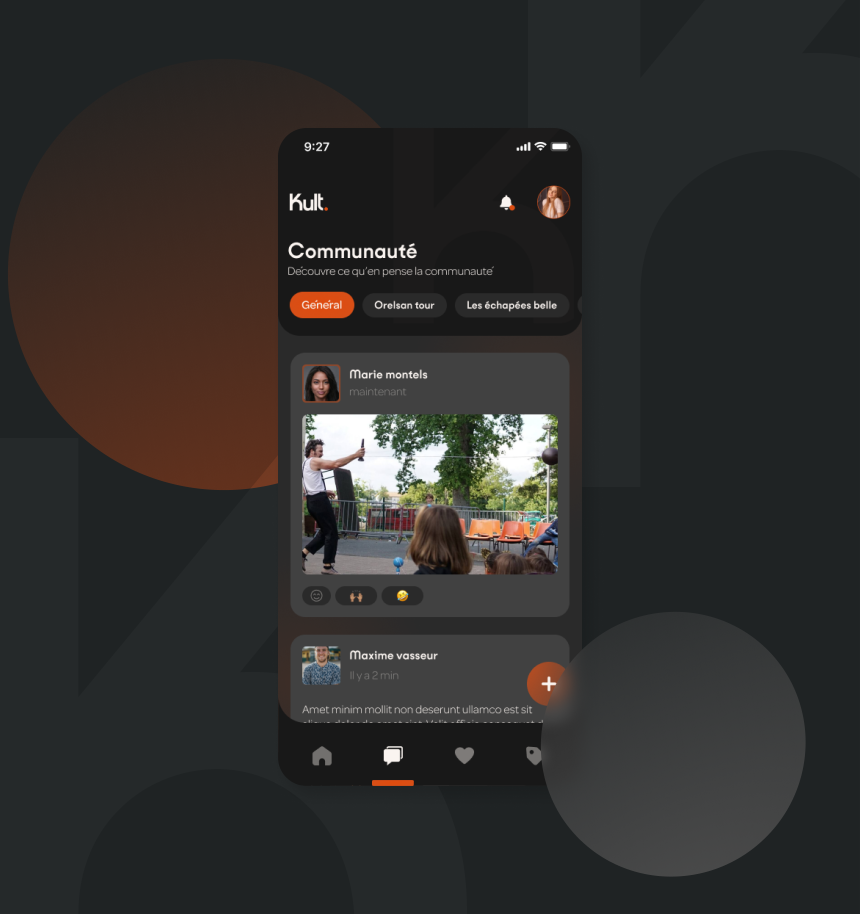 9:27
Kult.
Communauté
Découvre ce qu'en pense la communauté
Général
Orelsan tour
Les échapées belle
Marie montels
maintenant
Maxime vasseur
Il y a 2 min
Amet minim mollit non deserunt ullamco est sit